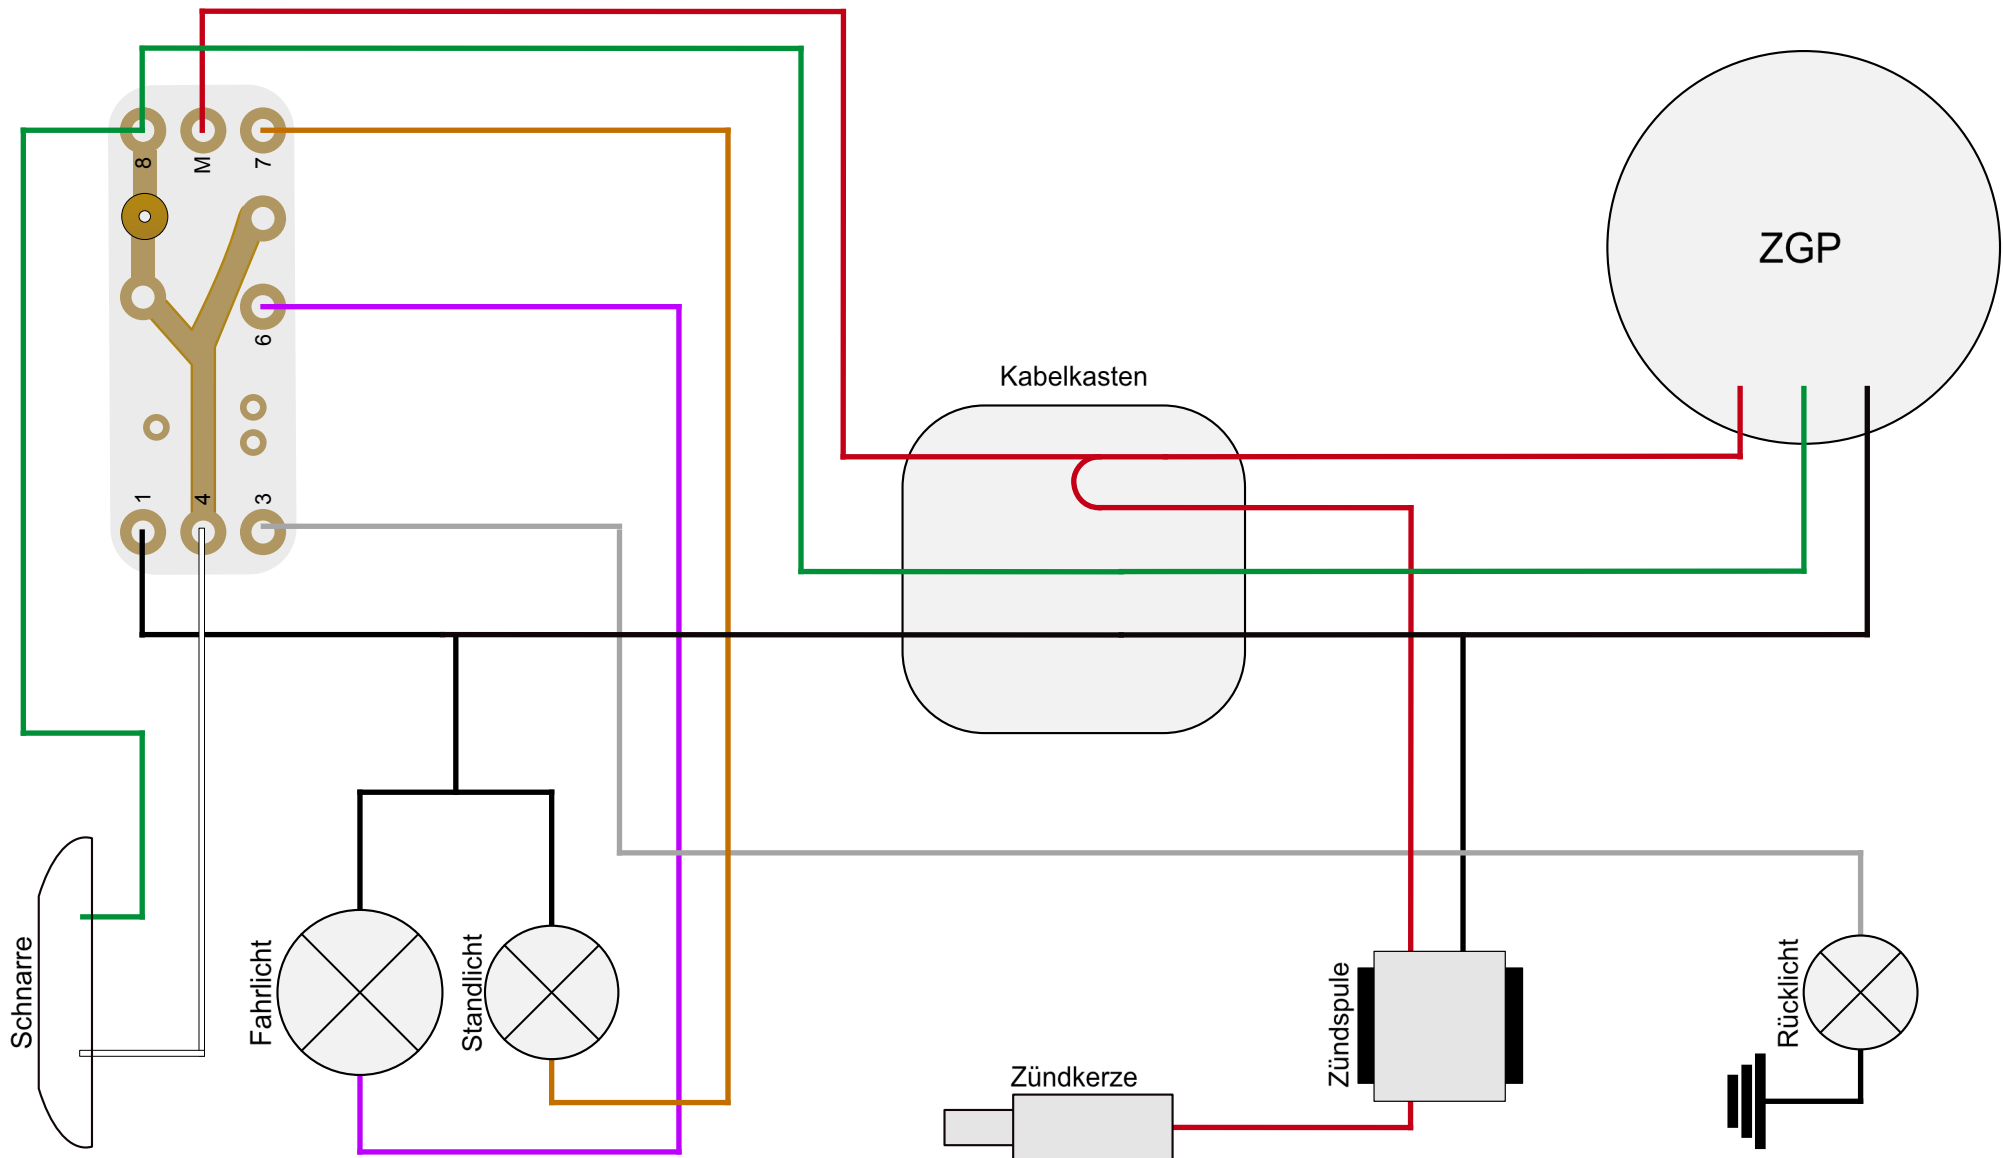 8
M
7
6
1
4
3
ZGP
Kabelkasten
Schnarre
Fahrlicht
Standlicht
Zündkerze
Zündspule
Rücklicht